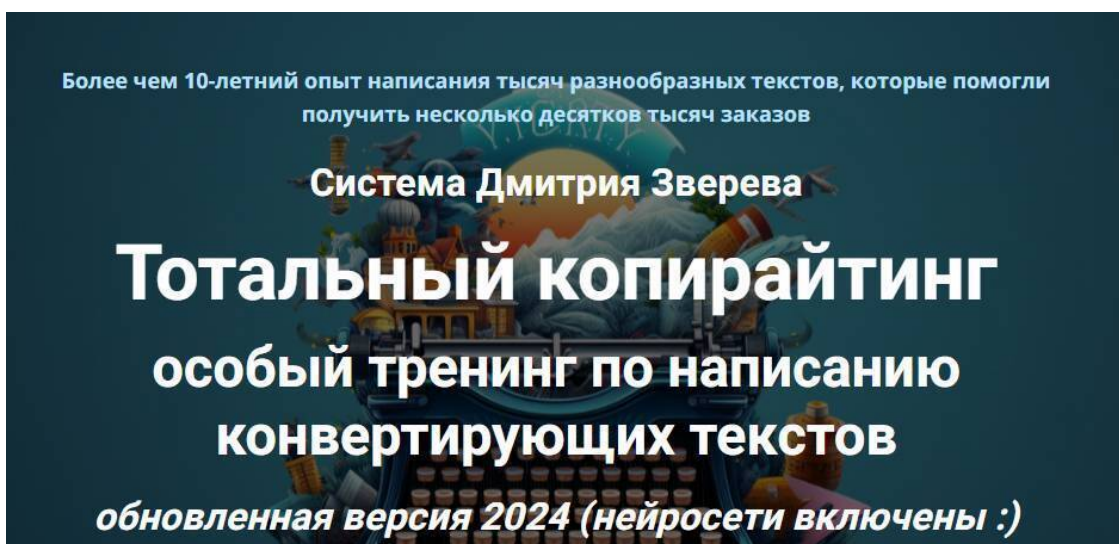 Более чем 10-летний опыт написания тысяч разнообразных текстов, которые помогли
получить несколько десятков тысяч заказов
Система Дмитрия Зверева
Тотальный копирайтинг
особый тренинг по написанию
конвертирующих текстов
обновленная версия 2024 (нейросети включены :)